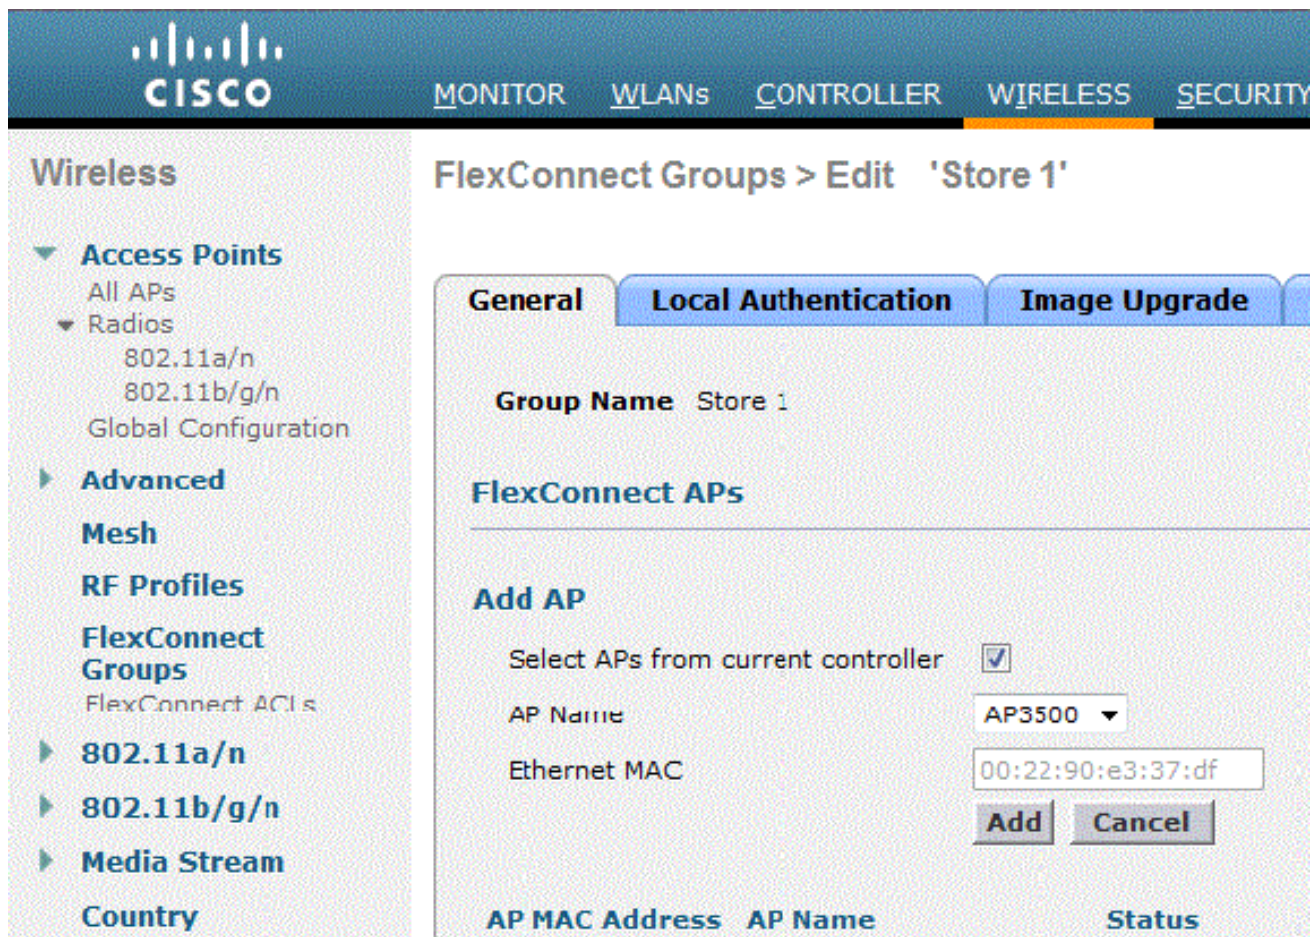 CISCO
MONITOR WLANs CONTROLLER WIRELESS SECURITY
Wireless
FlexConnect Groups > Edit 'Store 1'
Access Points
All APs
Radios
802.11a/n
802.11b/g/n
Global Configuration
Advanced
Mesh
RF Profiles
FlexConnect
Groups
FlexConnect ACLs
802.11a/n
802.11b/g/n
Media Stream
Country
General Local Authentication Image Upgrade
Group Name Store 1
FlexConnect APs
Add AP
Select APs from current controller
AP Name AP3500
Ethernet MAC 00:22:90:e3:37:df
Add Cancel
AP MAC Address AP Name Status